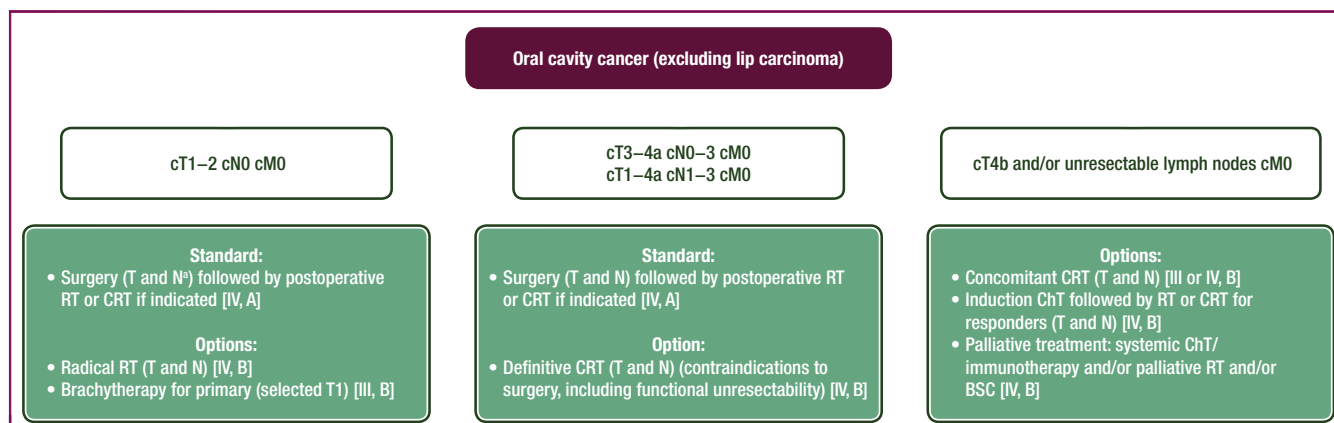 Oral cavity cancer (excluding lip carcinoma)
cT1–2 cN0 cM0
cT3–4a cN0–3 cM0
cT1–4a cN1–3 cM0
cT4b and/or unresectable lymph nodes cM0
Standard:
• Surgery (T and Nᵃ) followed by postoperative
RT or CRT if indicated [IV, A]
Options:
• Radical RT (T and N) [IV, B]
• Brachytherapy for primary (selected T1) [III, B]
Standard:
• Surgery (T and N) followed by postoperative RT
or CRT if indicated [IV, A]
Option:
• Definitive CRT (T and N) (contraindications to
surgery, including functional unresectability) [IV, B]
Options:
• Concomitant CRT (T and N) [III or IV, B]
• Induction ChT followed by RT or CRT for
responders (T and N) [IV, B]
• Palliative treatment: systemic ChT/
immunotherapy and/or palliative RT and/or
BSC [IV, B]